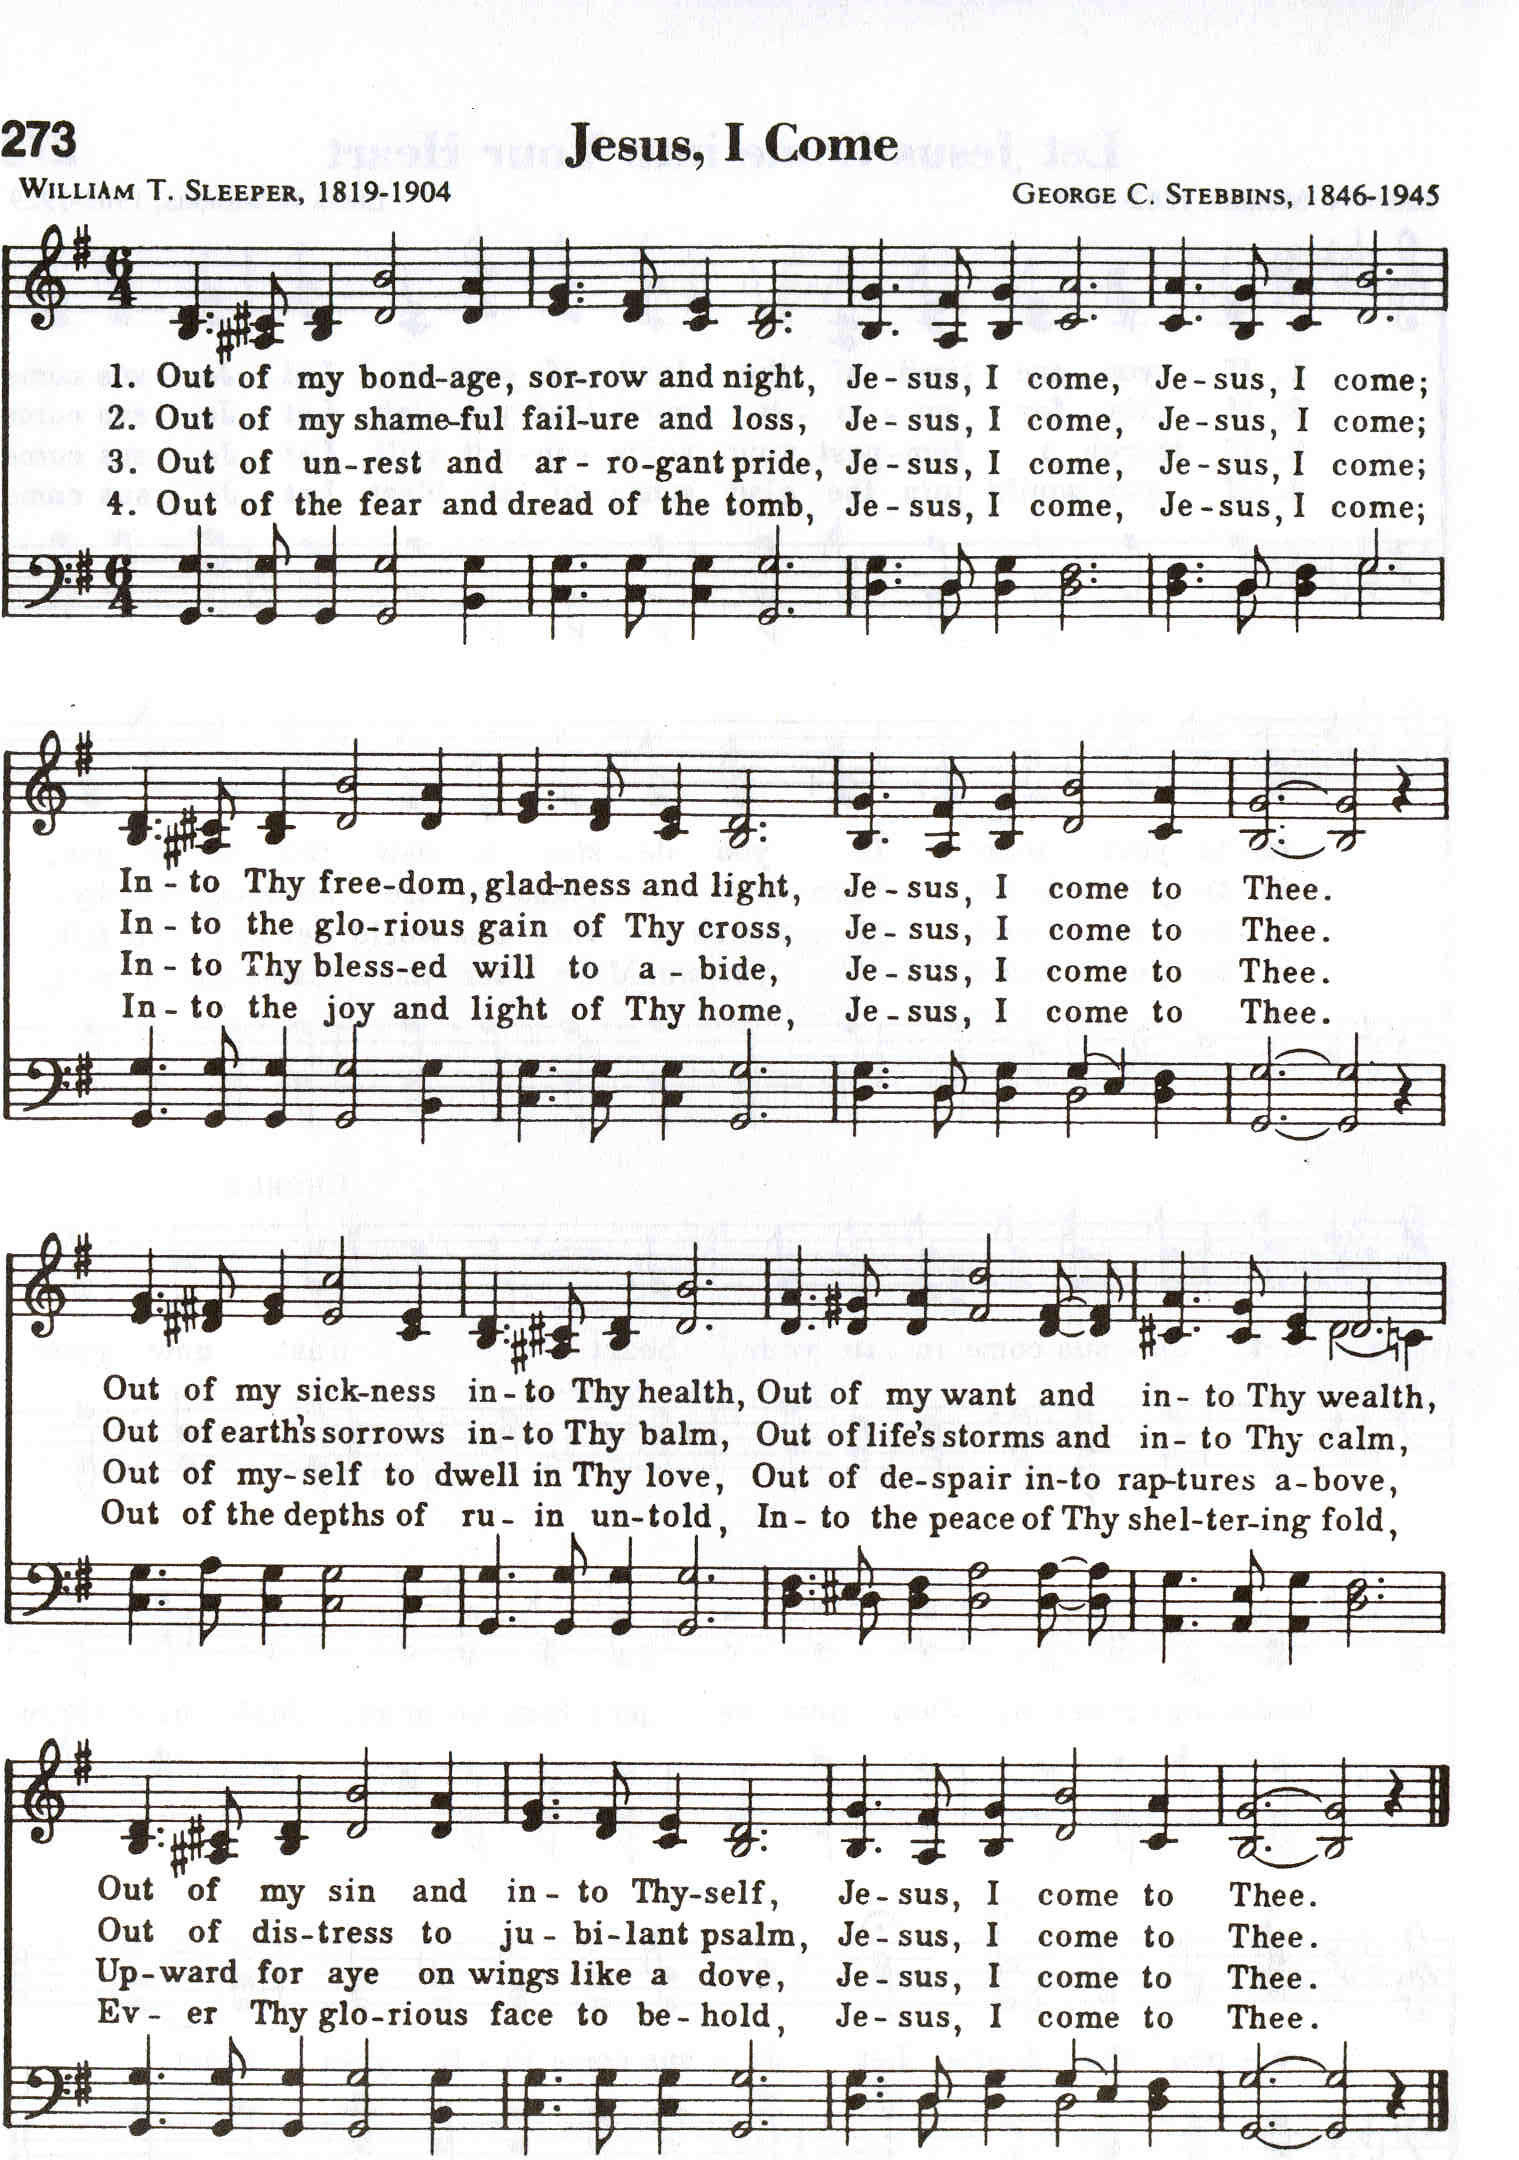 273
Jesus, I Come
WILLIAM T. SLEEPER, 1819-1904
GEORGE C. STEBBINS, 1846-1945
1. Out of my bond-age, sor-row and night, Je-sus, I come, Je-sus, I come;
2. Out of my shame-ful fail-ure and loss, Je-sus, I come, Je-sus, I come;
3. Out of un-rest and ar-ro-gant pride, Je-sus, I come, Je-sus, I come;
4. Out of the fear and dread of the tomb, Je-sus, I come, Je-sus, I come;
In-to Thy free-dom, glad-ness and light, Je-sus, I come to Thee.
In-to the glo-rious gain of Thy cross, Je-sus, I come to Thee.
In-to Thy bless-ed will to a-bide, Je-sus, I come to Thee.
In-to the joy and light of Thy home, Je-sus, I come to Thee.
Out of my sick-ness in-to Thy health, Out of my want and in-to Thy wealth,
Out of earth's sorrows in-to Thy balm, Out of life's storms and in-to Thy calm,
Out of my-self to dwell in Thy love, Out of de-spair in-to rap-tures a-bove,
Out of the depths of ru-in un-told, In-to the peace of Thy shel-ter-ing fold,
Out of my sin and in-to Thy-self, Je-sus, I come to Thee.
Out of dis-tress to ju-bi-lant psalm, Je-sus, I come to Thee.
Up-ward for aye on wings like a dove, Je-sus, I come to Thee.
Ev-er Thy glo-rious face to be-hold, Je-sus, I come to Thee.